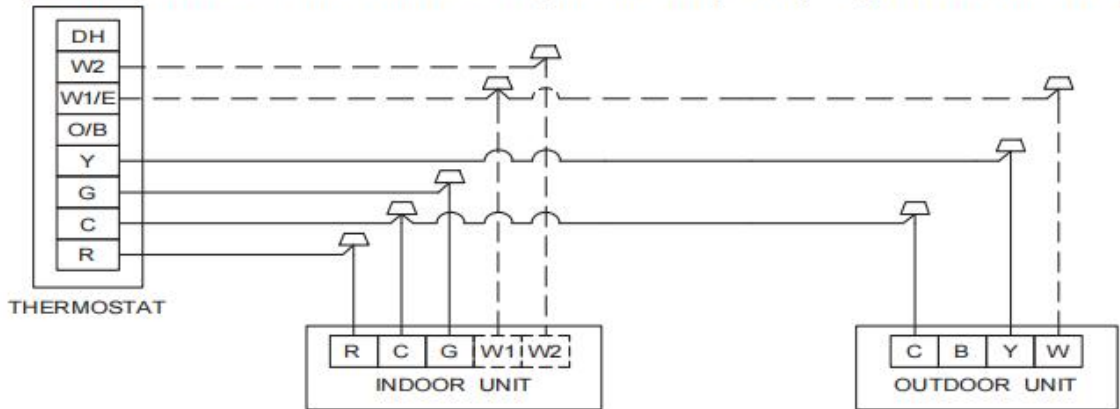 DH
W2
W1/E
O/B
Y
G
C
R
THERMOSTAT
R C G W1 W2
INDOOR UNIT
C B Y W
OUTDOOR UNIT